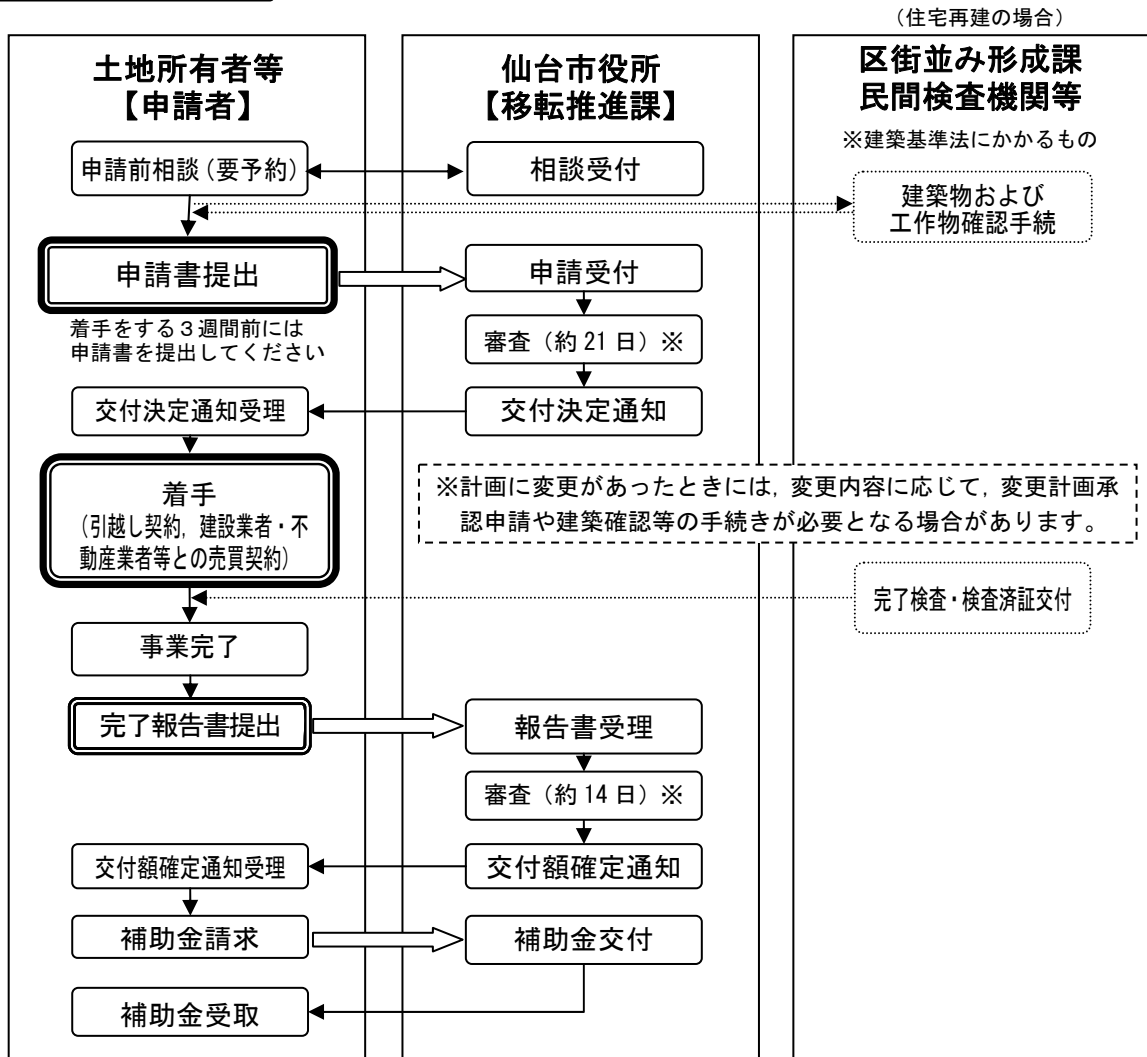 （住宅再建の場合）
土地所有者等
【申請者】
仙台市役所
【移転推進課】
区街並み形成課
民間検査機関等
※建築基準法にかかるもの
申請前相談（要予約）
相談受付
建築物および
工作物確認手続
申請書提出
申請受付
着手をする３週間前には
申請書を提出してください
審査（約21日）※
交付決定通知受理
交付決定通知
着手
（引越し契約，建設業者・不
動産業者等との売買契約）
※計画に変更があったときには，変更内容に応じて，変更計画承
認申請や建築確認等の手続きが必要となる場合があります。
完了検査・検査済証交付
事業完了
完了報告書提出
報告書受理
審査（約14日）※
交付額確定通知受理
交付額確定通知
補助金請求
補助金交付
補助金受取